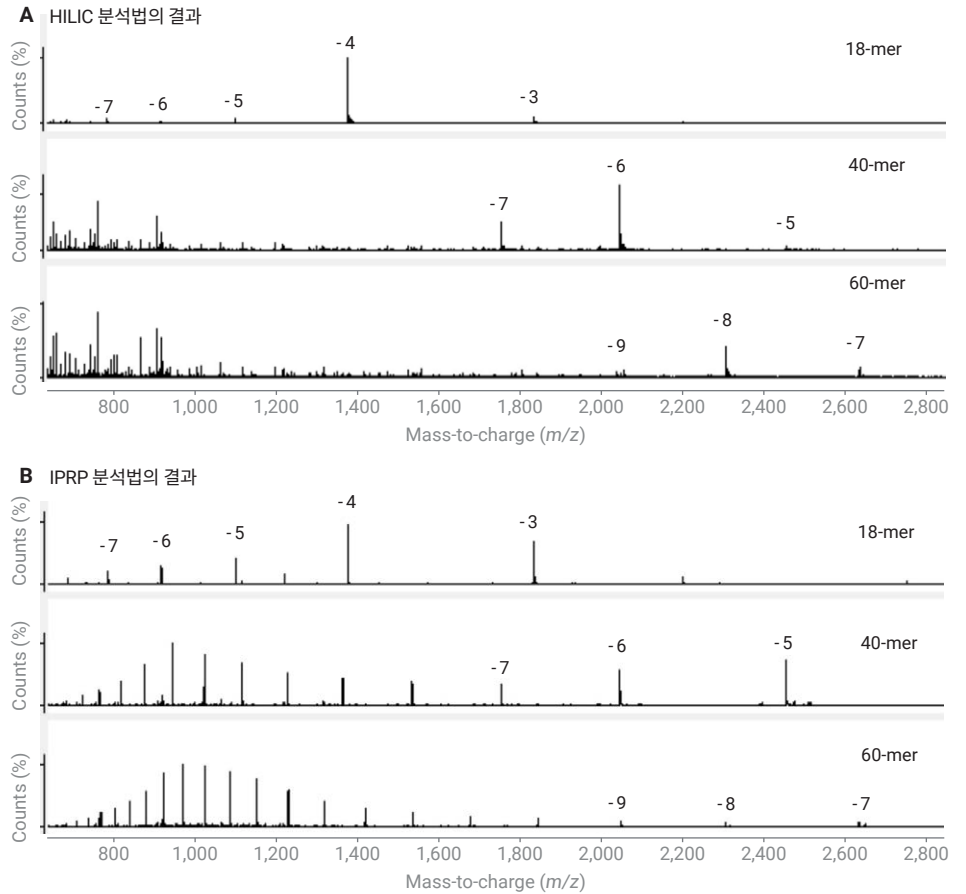 A HILIC 분석법의 결과
Counts (%)
18-mer
-7 -6 -5 -4 -3
Counts (%)
40-mer
-7 -6 -5
Counts (%)
60-mer
-9 -8 -7
800 1,000 1,200 1,400 1,600 1,800 2,000 2,200 2,400 2,600 2,800
Mass-to-charge (m/z)
B IPRP 분석법의 결과
Counts (%)
18-mer
-7 -6 -5 -4 -3
Counts (%)
40-mer
-7 -6 -5
Counts (%)
60-mer
-9 -8 -7
800 1,000 1,200 1,400 1,600 1,800 2,000 2,200 2,400 2,600 2,800
Mass-to-charge (m/z)